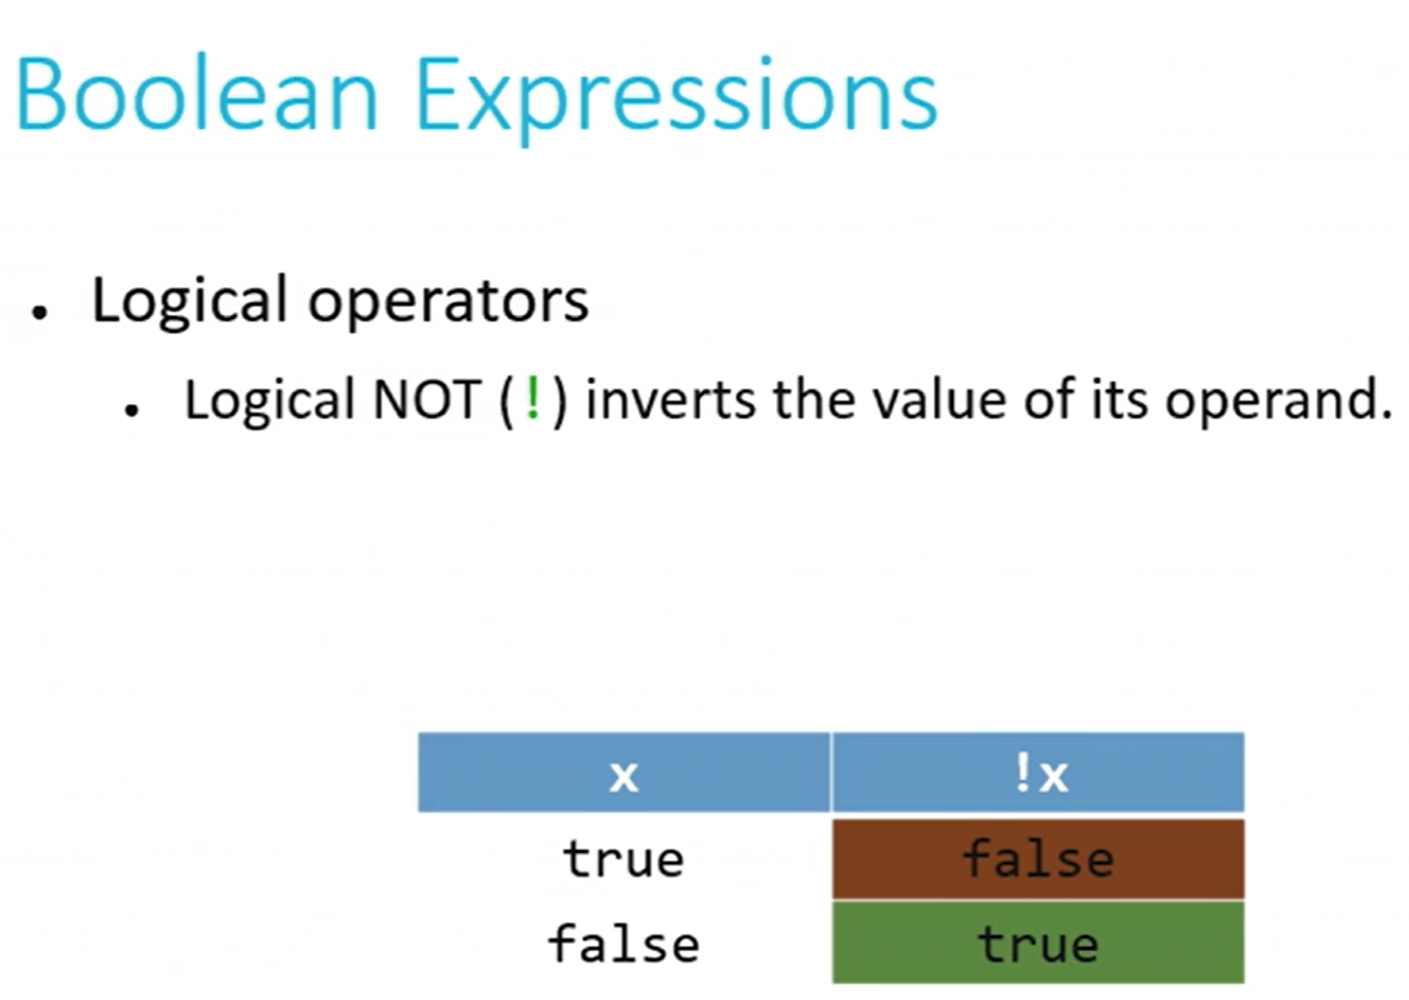 Boolean Expressions
• Logical operators
• Logical NOT (!) inverts the value of its operand.
x !x
true false
false true